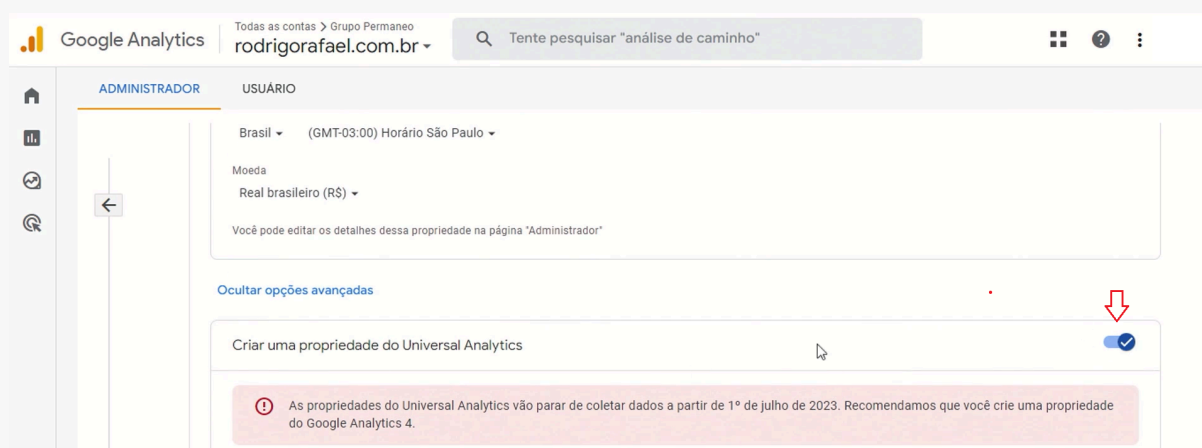 Todas as contas > Grupo Permaneo
Google Analytics
rodrigorafael.com.br
Tente pesquisar "análise de caminho"
ADMINISTRADOR
USUÁRIO
Brasil
(GMT-03:00) Horário São Paulo
Moeda
Real brasileiro (R$)
Você pode editar os detalhes dessa propriedade na página "Administrador"
Ocultar opções avançadas
Criar uma propriedade do Universal Analytics
As propriedades do Universal Analytics vão parar de coletar dados a partir de 1º de julho de 2023. Recomendamos que você crie uma propriedade
do Google Analytics 4.